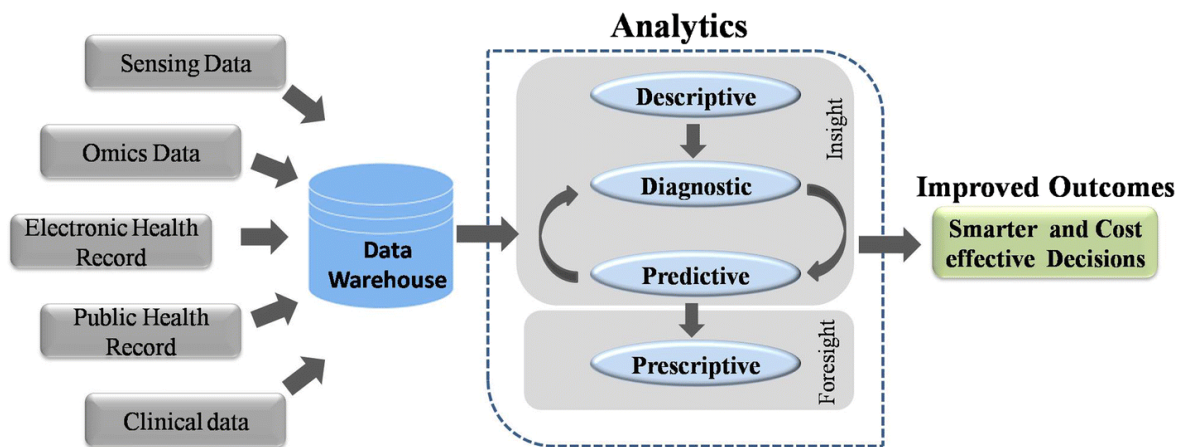 Sensing Data
Omics Data
Electronic Health
Record
Public Health
Record
Clinical data
Data
Warehouse
Analytics
Descriptive
Diagnostic
Predictive
Insight
Prescriptive
Foresight
Improved Outcomes
Smarter and Cost
effective Decisions